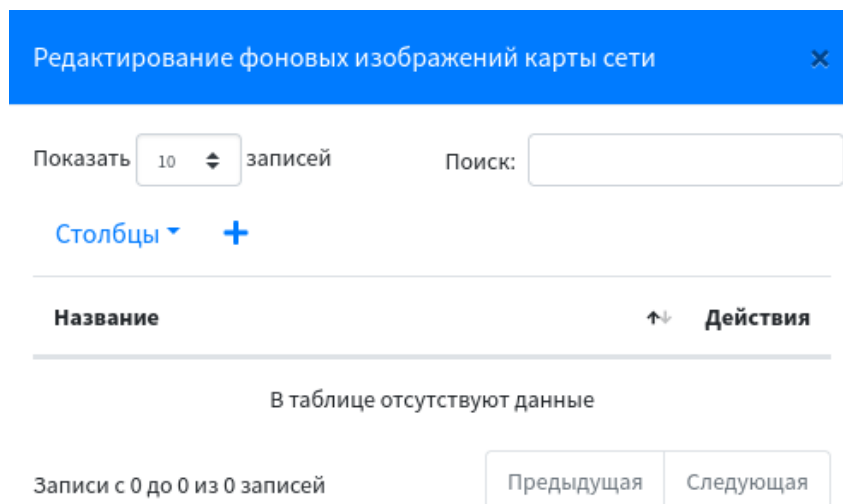 Редактирование фоновых изображений карты сети ×
Показать 10 записей Поиск:
Столбцы
Название Действия
В таблице отсутствуют данные
Записи с 0 до 0 из 0 записей Предыдущая Следующая